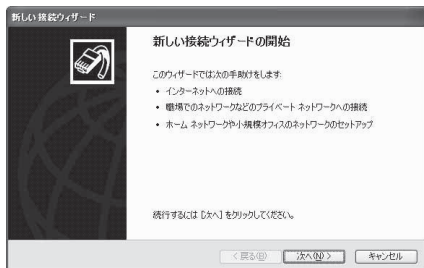 新しい接続ウィザード
新しい接続ウィザードの開始
このウィザードでは次の手助けをします:
• インターネットへの接続
• 職場でのネットワークなどのプライベート ネットワークへの接続
• ホーム ネットワークや小規模オフィスのネットワークのセットアップ
続行するには [次へ] をクリックしてください。
< 戻る(B) 次へ(N) > キャンセル